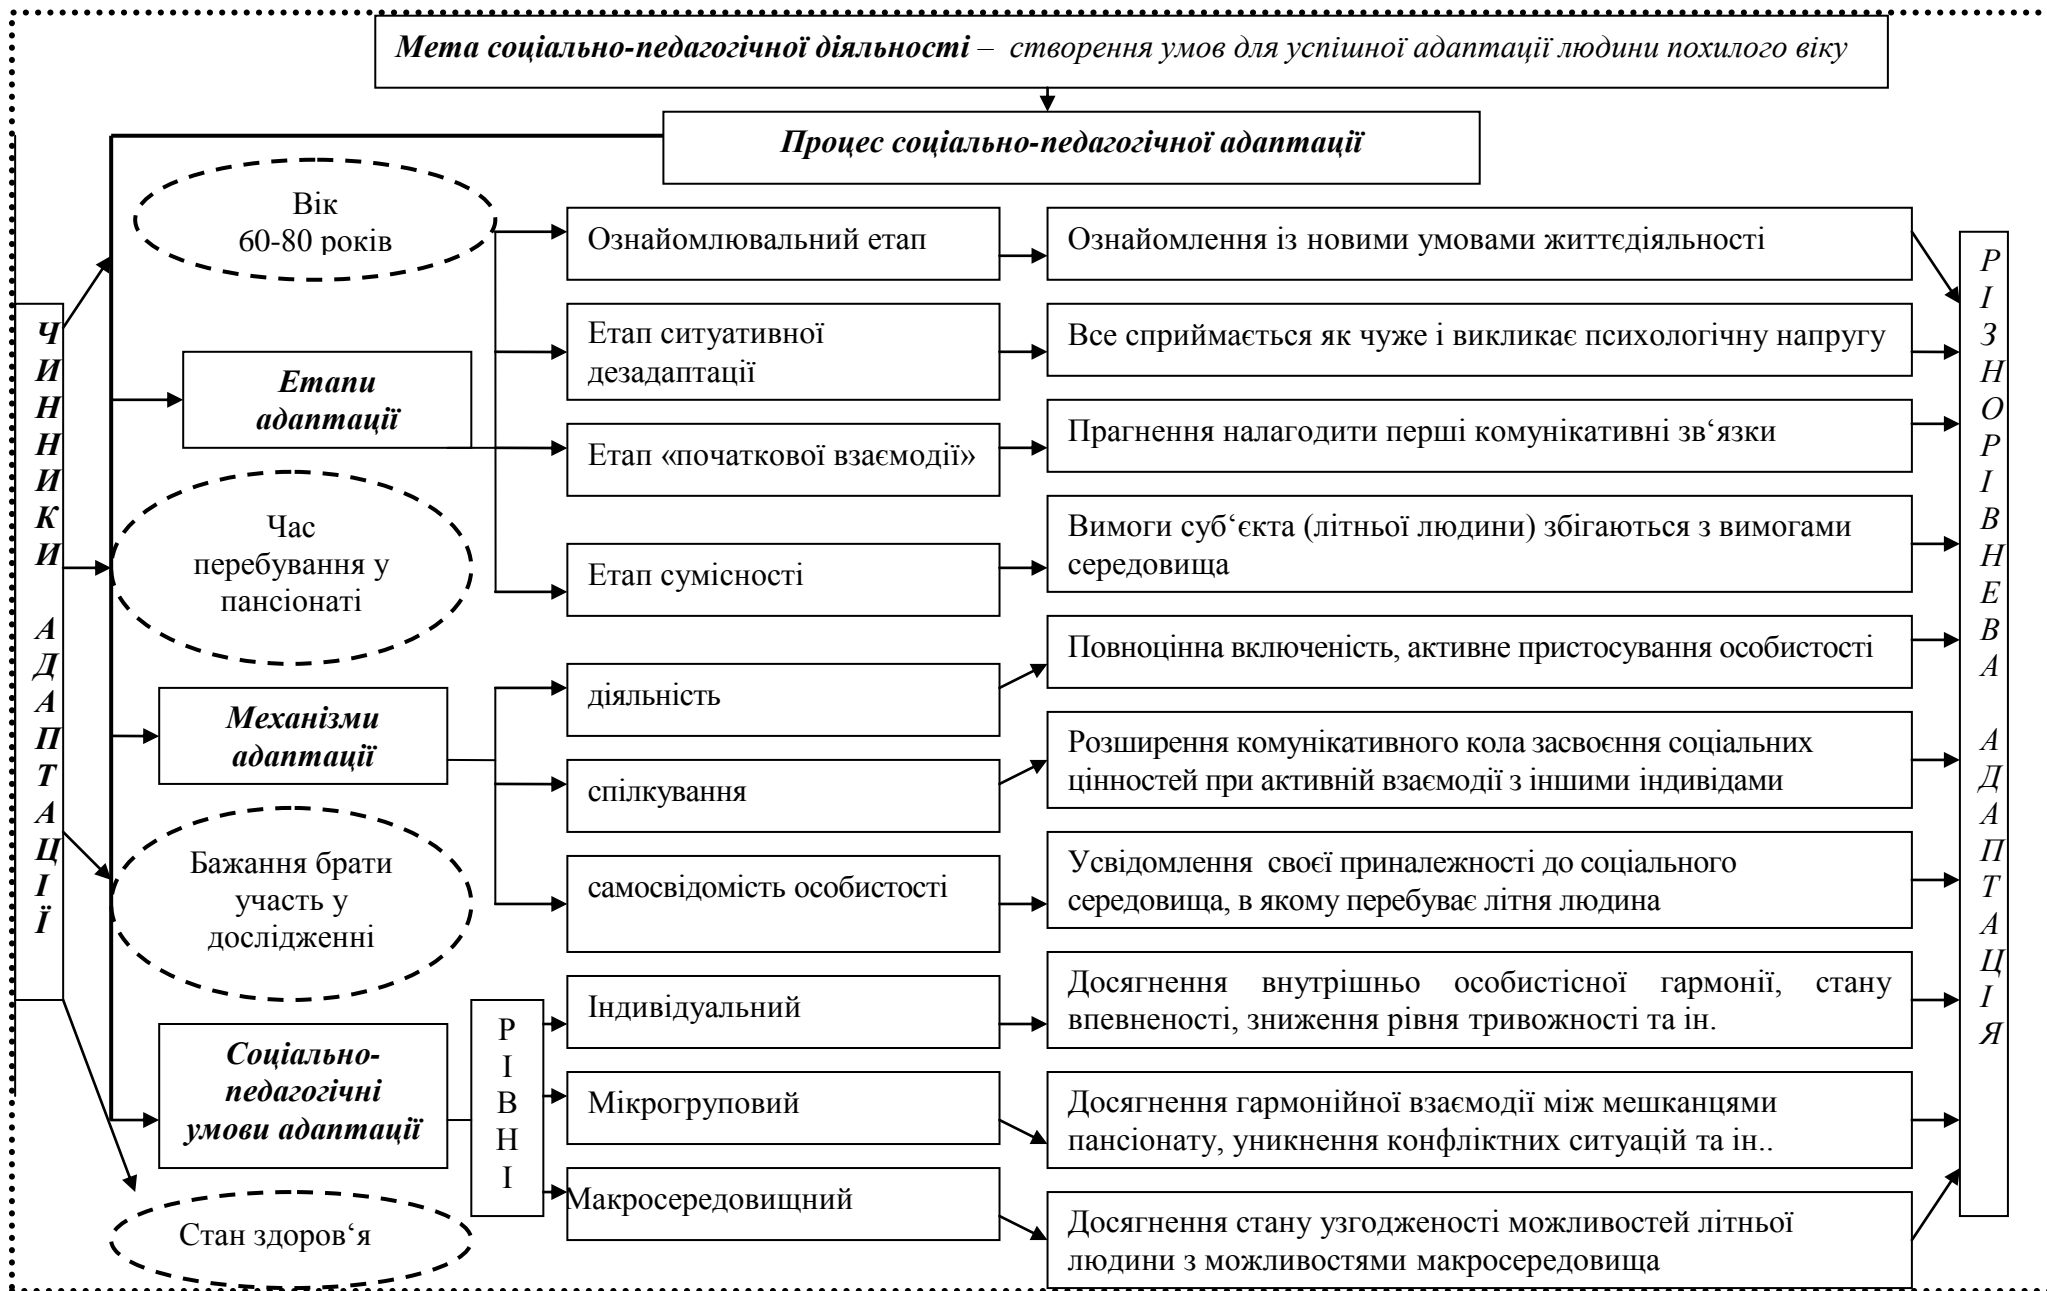 Мета соціально-педагогічної діяльності – створення умов для успішної адаптації людини похилого віку
Процес соціально-педагогічної адаптації
ЧИННИКИ АДАПТАЦІЇ
Вік
60-80 років
Етапи
адаптації
Час
перебування у
пансіонаті
Механізми
адаптації
Бажання брати
участь у
дослідженні
Соціально-
педагогічні
умови адаптації
Стан здоров‘я
РІВНІ
Ознайомлювальний етап
Ознайомлення із новими умовами життєдіяльності
Етап ситуативної
дезадаптації
Все сприймається як чуже і викликає психологічну напругу
Етап «початкової взаємодії»
Прагнення налагодити перші комунікативні зв‘язки
Етап сумісності
Вимоги суб‘єкта (літньої людини) збігаються з вимогами
середовища
діяльність
Повноцінна включеність, активне пристосування особистості
спілкування
Розширення комунікативного кола засвоєння соціальних
цінностей при активній взаємодії з іншими індивідами
самосвідомість особистості
Усвідомлення своєї приналежності до соціального
середовища, в якому перебуває літня людина
Індивідуальний
Досягнення внутрішньо особистісної гармонії, стану
впевненості, зниження рівня тривожності та ін.
Мікрогруповий
Досягнення гармонійної взаємодії між мешканцями
пансіонату, уникнення конфліктних ситуацій та ін..
Макросередовищний
Досягнення стану узгодженості можливостей літньої
людини з можливостями макросередовища
РІЗНОРІВНЕВА АДАПТАЦІЯ